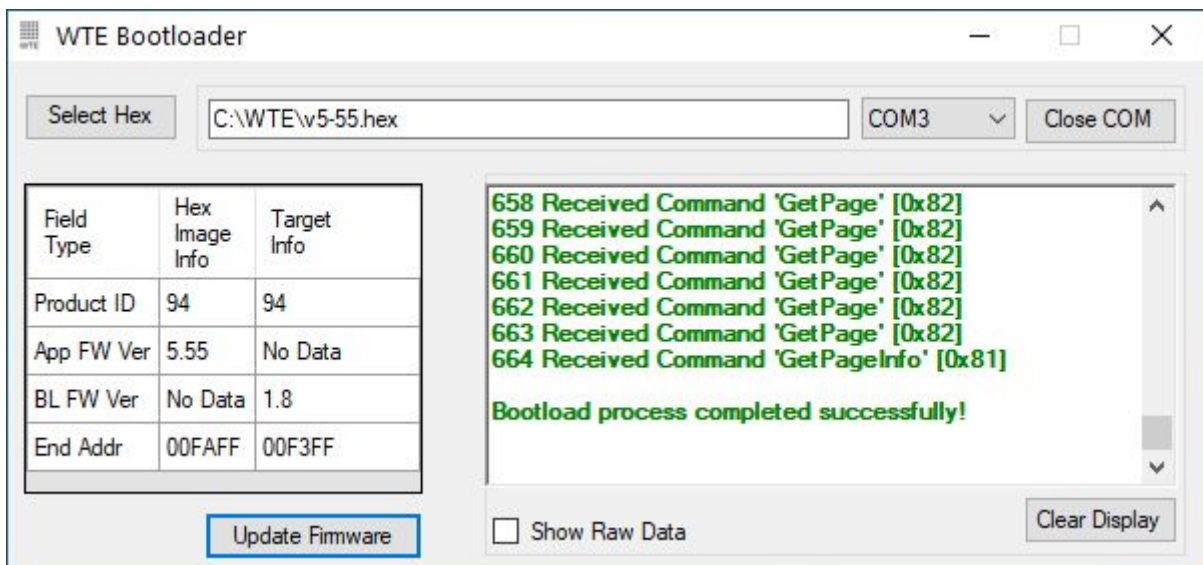 WTE Bootloader
Select Hex
C:\WTE\v5-55.hex
COM3
Close COM
Field Type
Hex Image Info
Target Info
Product ID 94 94
App FW Ver 5.55 No Data
BL FW Ver No Data 1.8
End Addr 00FAFF 00F3FF
Update Firmware
658 Received Command 'GetPage' [0x82]
659 Received Command 'GetPage' [0x82]
660 Received Command 'GetPage' [0x82]
661 Received Command 'GetPage' [0x82]
662 Received Command 'GetPage' [0x82]
663 Received Command 'GetPage' [0x82]
664 Received Command 'GetPageInfo' [0x81]
Bootload process completed successfully!
Show Raw Data
Clear Display